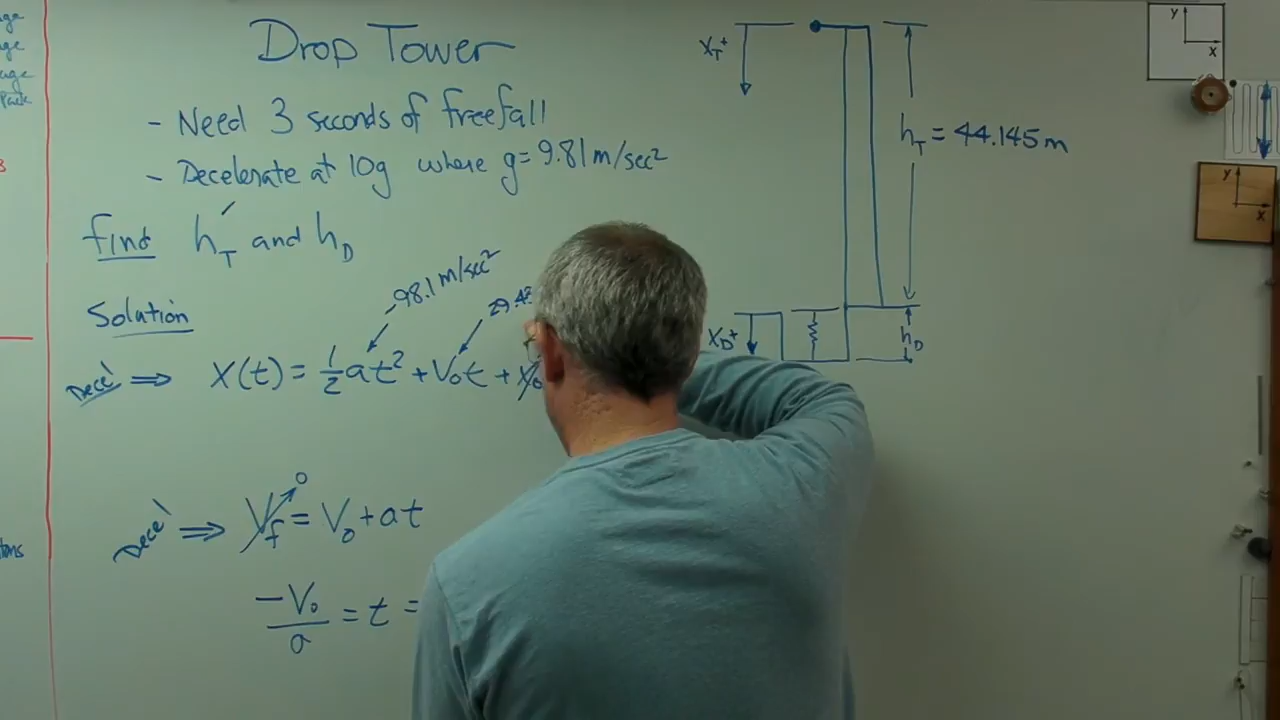 Drop Tower
- Need 3 seconds of freefall
- Decelerate at 10g where g = 9.81 m/sec²
find h_T and h_D
Solution
-98.1 m/sec²
Decel ⇒ X(t) = 1/2 at² + V₀t + X₀
Decel ⇒ V_f = V₀ + at
0
-V₀/a = t =
X_T+
h_T = 44.145 m
X_D+
h_D
Y
X
Y
X